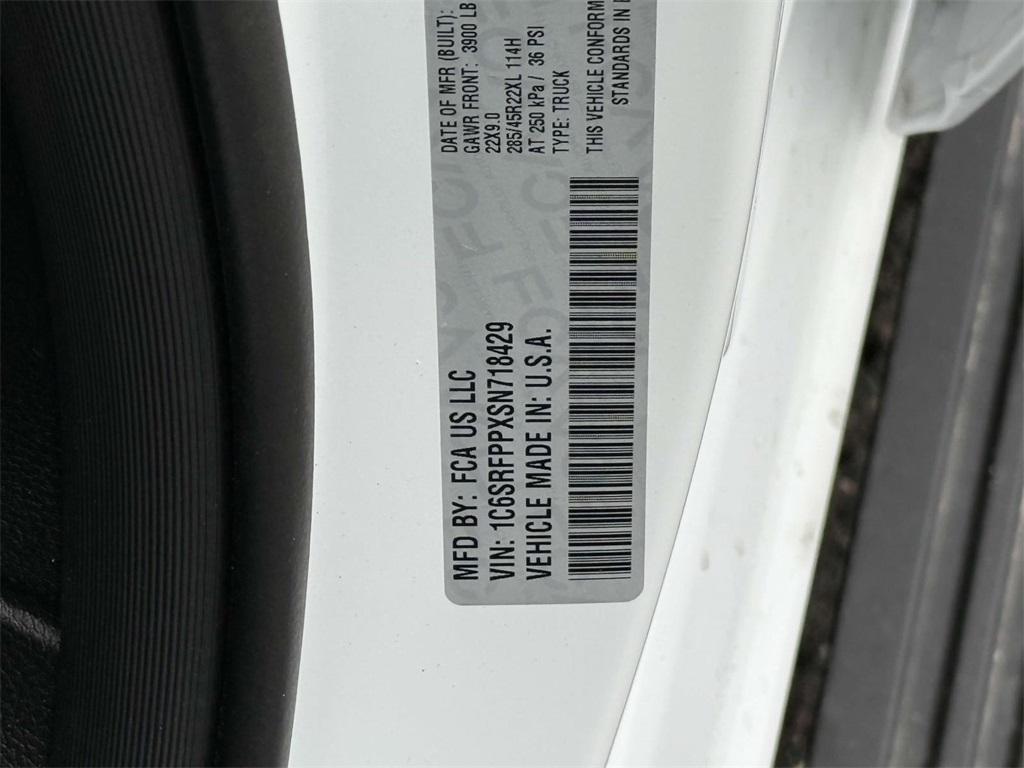 MFD BY: FCA US LLC
VIN: 1C6SRFPPXSN718429
VEHICLE MADE IN: U.S.A.
DATE OF MFR (BUILT):
GAWR FRONT: 3900 LB
22X9.0
285/45R22XL 114H
AT 250 kPa / 36 PSI
TYPE: TRUCK
THIS VEHICLE CONFORM
STANDARDS IN